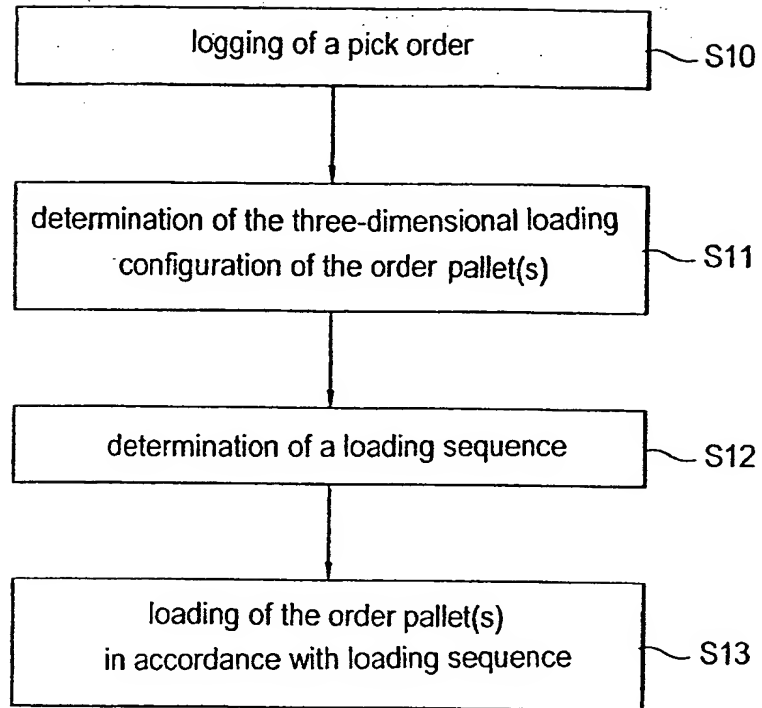 logging of a pick order
S10
determination of the three-dimensional loading
configuration of the order pallet(s)
S11
determination of a loading sequence
S12
loading of the order pallet(s)
in accordance with loading sequence
S13